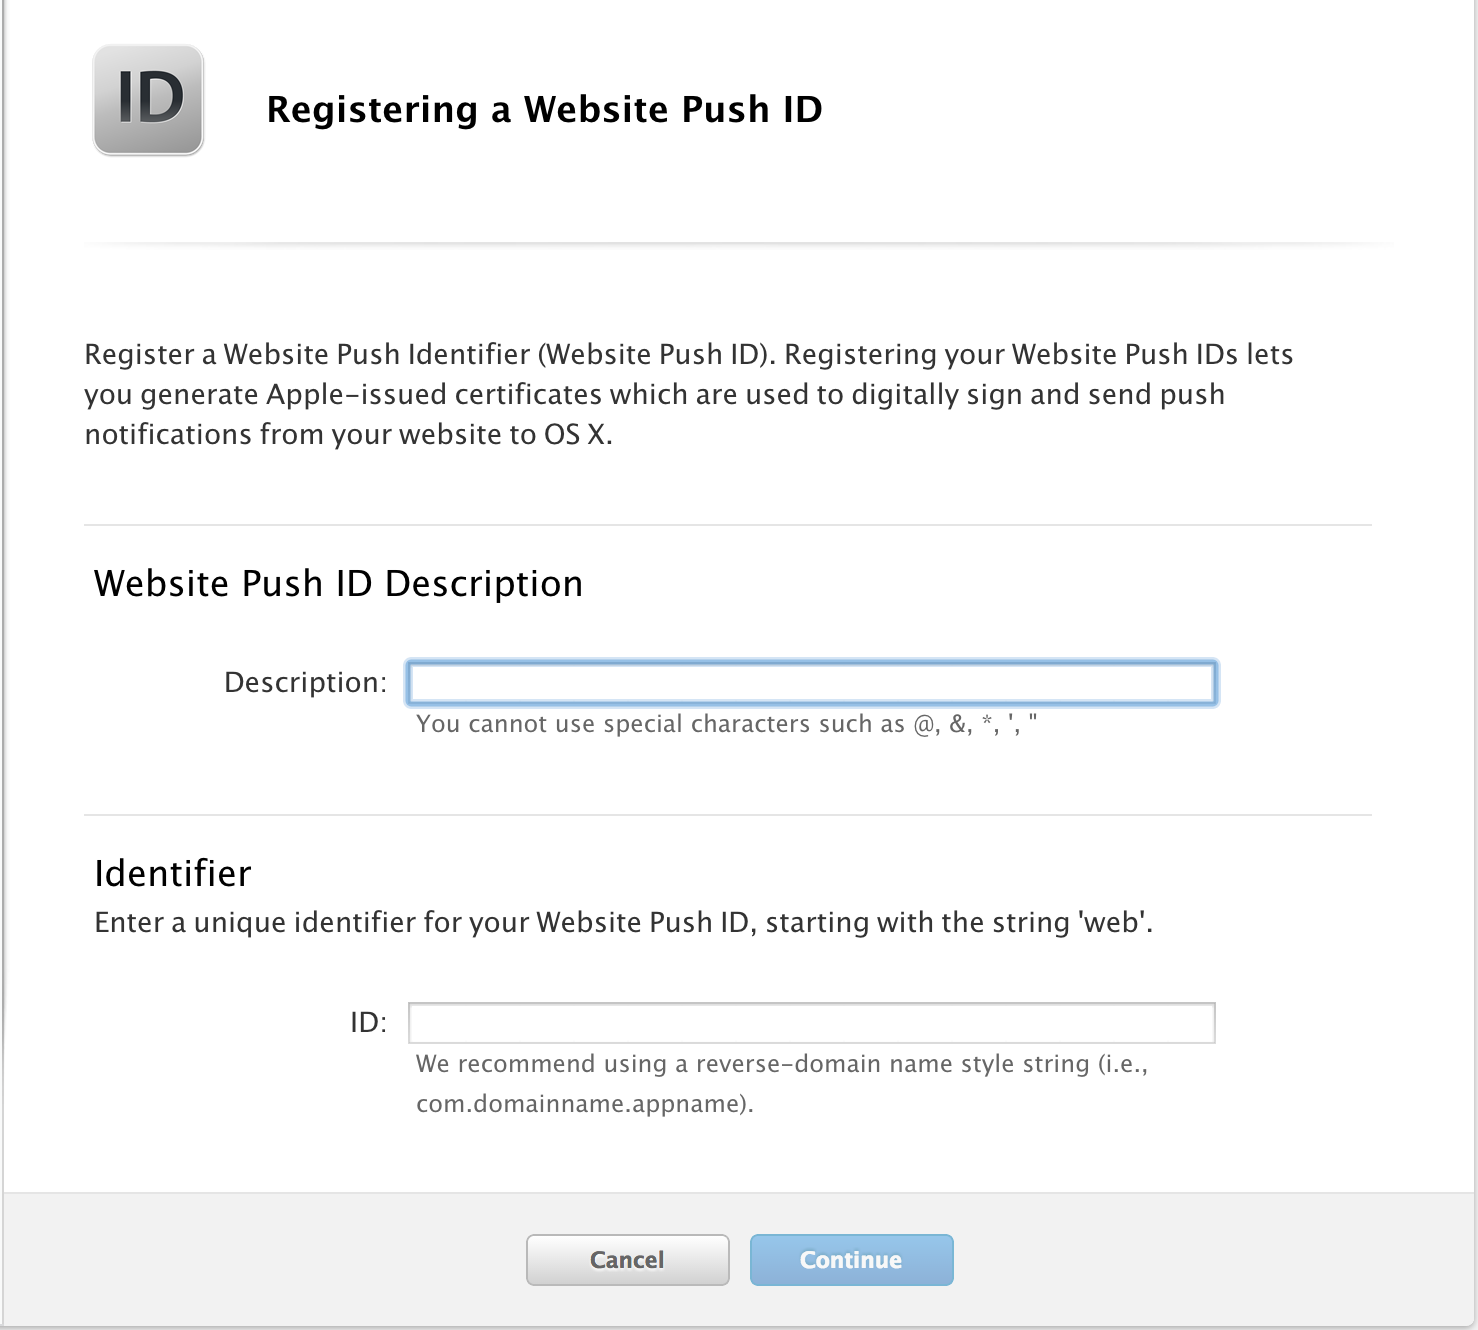 ID
Registering a Website Push ID
Register a Website Push Identifier (Website Push ID). Registering your Website Push IDs lets
you generate Apple-issued certificates which are used to digitally sign and send push
notifications from your website to OS X.
Website Push ID Description
Description:
You cannot use special characters such as @, &, *, ', "
Identifier
Enter a unique identifier for your Website Push ID, starting with the string 'web'.
ID:
We recommend using a reverse-domain name style string (i.e.,
com.domainname.appname).
Cancel Continue